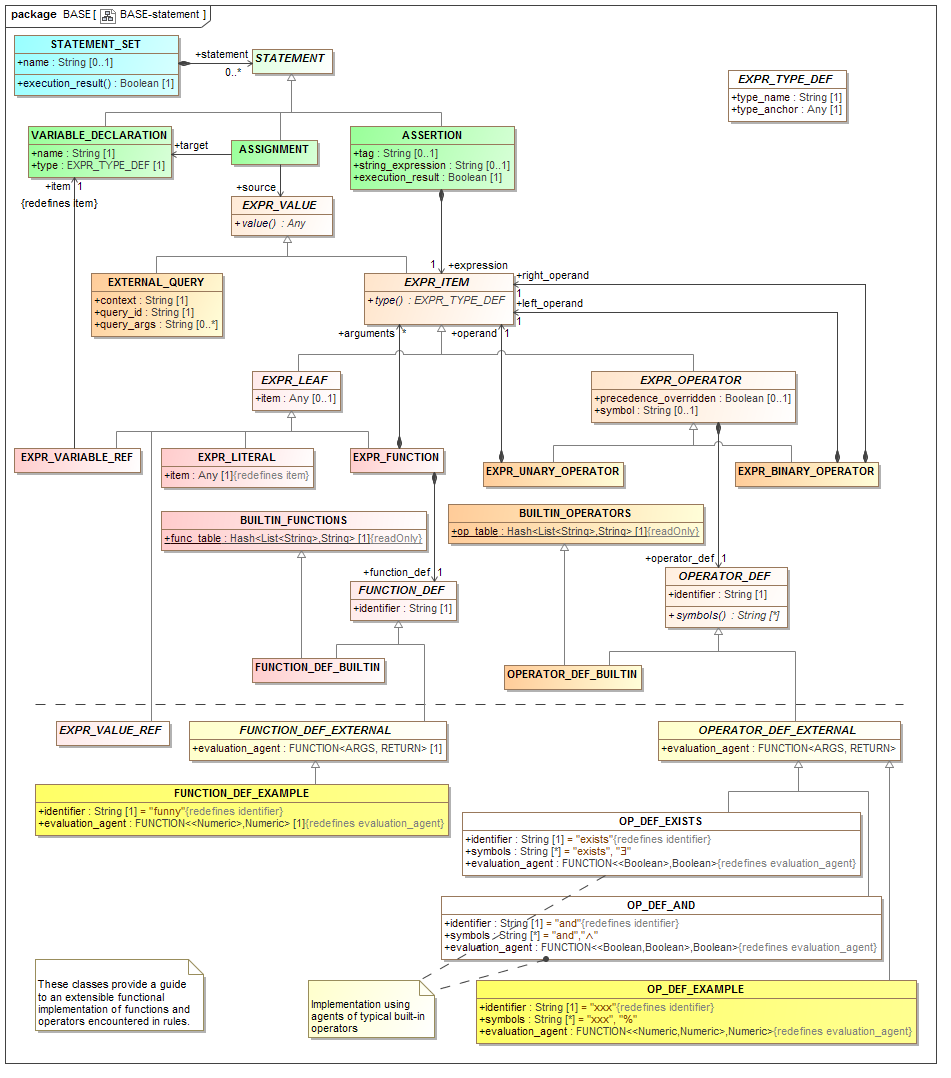 package BASE [ BASE-statement ]
STATEMENT_SET
+name : String [0..1]
+execution_result() : Boolean [1]
+statement
0..*
STATEMENT
EXPR_TYPE_DEF
+type_name : String [1]
+type_anchor : Any [1]
VARIABLE_DECLARATION
+name : String [1]
+type : EXPR_TYPE_DEF [1]
+target
ASSIGNMENT
ASSERTION
+tag : String [0..1]
+string_expression : String [0..1]
+execution_result : Boolean [1]
+item 1
{redefines item}
+source
EXPR_VALUE
+value() : Any
1 +expression
EXTERNAL_QUERY
+context : String [1]
+query_id : String [1]
+query_args : String [0..*]
EXPR_ITEM
+type() : EXPR_TYPE_DEF
+right_operand
1
+left_operand
1
+arguments *
+operand 1
EXPR_LEAF
+item : Any [0..1]
EXPR_OPERATOR
+precedence_overridden : Boolean [0..1]
+symbol : String [0..1]
EXPR_VARIABLE_REF
EXPR_LITERAL
+item : Any [1]{redefines item}
EXPR_FUNCTION
EXPR_UNARY_OPERATOR
EXPR_BINARY_OPERATOR
BUILTIN_FUNCTIONS
+func_table : Hash<List<String>,String> [1]{readOnly}
BUILTIN_OPERATORS
+op_table : Hash<List<String>,String> [1]{readOnly}
+function_def 1
FUNCTION_DEF
+identifier : String [1]
+operator_def 1
OPERATOR_DEF
+identifier : String [1]
+symbols() : String [*]
FUNCTION_DEF_BUILTIN
OPERATOR_DEF_BUILTIN
EXPR_VALUE_REF
FUNCTION_DEF_EXTERNAL
+evaluation_agent : FUNCTION<ARGS, RETURN> [1]
OPERATOR_DEF_EXTERNAL
+evaluation_agent : FUNCTION<ARGS, RETURN>
FUNCTION_DEF_EXAMPLE
+identifier : String [1] = "funny"{redefines identifier}
+evaluation_agent : FUNCTION<<Numeric>,Numeric> [1]{redefines evaluation_agent}
OP_DEF_EXISTS
+identifier : String [1] = "exists"{redefines identifier}
+symbols : String [*] = "exists", "∃"
+evaluation_agent : FUNCTION<<Boolean>,Boolean>{redefines evaluation_agent}
OP_DEF_AND
+identifier : String [1] = "and"{redefines identifier}
+symbols : String [*] = "and","∧"
+evaluation_agent : FUNCTION<<Boolean,Boolean>,Boolean>{redefines evaluation_agent}
These classes provide a guide
to an extensible functional
implementation of functions and
operators encountered in rules.
Implementation using
agents of typical built-in
operators
OP_DEF_EXAMPLE
+identifier : String [1] = "xxx"{redefines identifier}
+symbols : String [*] = "xxx", "%"
+evaluation_agent : FUNCTION<<Numeric,Numeric>,Numeric>{redefines evaluation_agent}